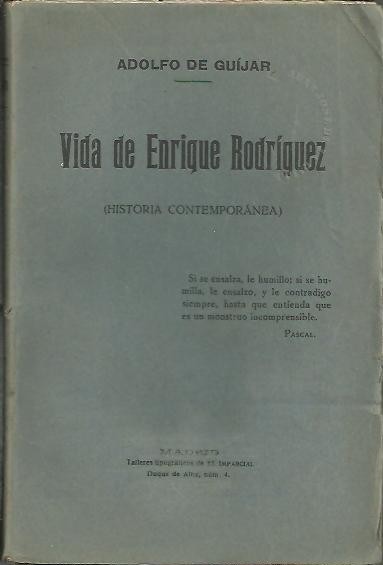 ADOLFO DE GUÍJAR
Vida de Enrique Rodríguez
(HISTORIA CONTEMPORÁNEA)
Si se ensalza, le humillo; si se hu-
milla, le ensalzo, y le contradigo
siempre, hasta que entienda que
es un monstruo incomprensible.
PASCAL.
MADRID
Talleres tipográficos de EL IMPARCIAL
Duque de Alba, núm. 4.